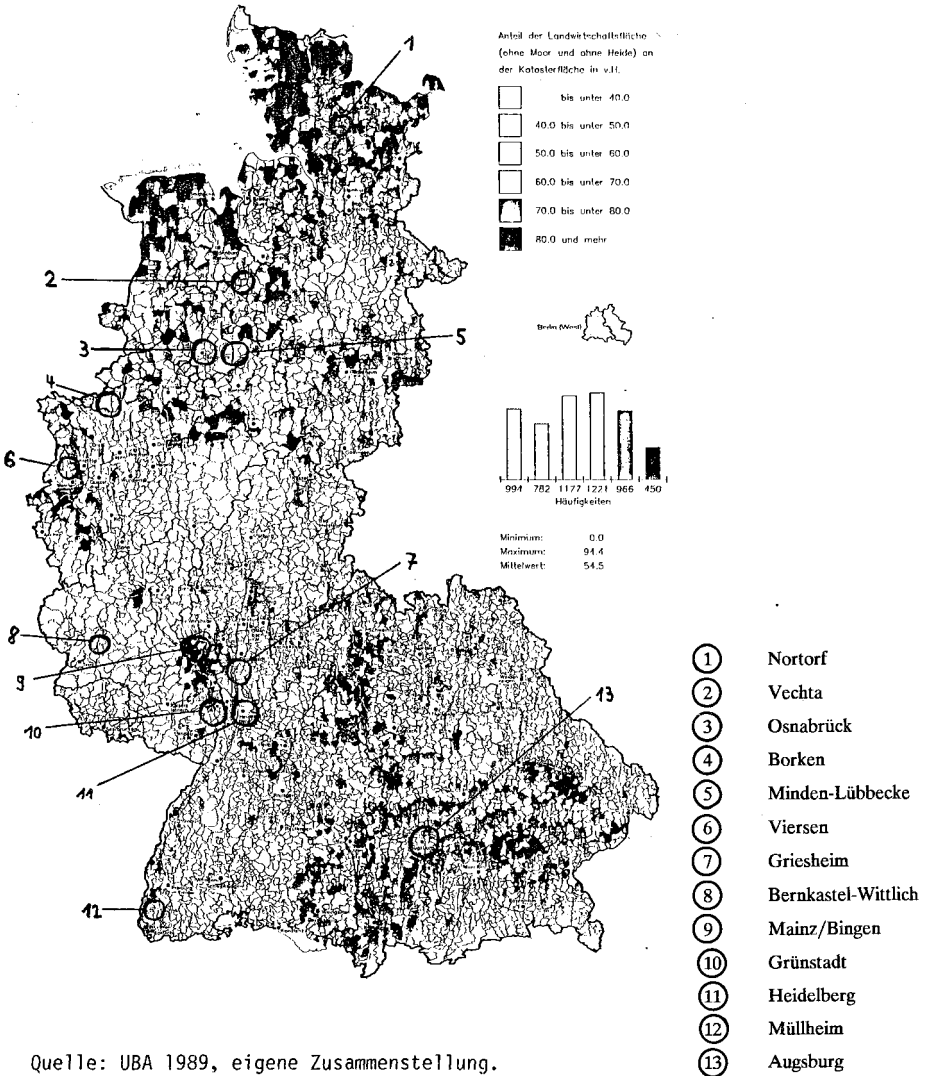 Anteil der Landwirtschaftsfläche
(ohne Moor und ohne Heide) an
der Katasterfläche in v.H.
bis unter 40.0
40.0 bis unter 50.0
50.0 bis unter 60.0
60.0 bis unter 70.0
70.0 bis unter 80.0
80.0 und mehr
1
2
3
5
4
6
Berlin (West)
994 782 1177 1221 966 450
Häufigkeiten
Minimum: 0.0
Maximum: 94.4
Mittelwert: 54.5
7
8
9
10
11
13
12
1 Nortorf
2 Vechta
3 Osnabrück
4 Borken
5 Minden-Lübbecke
6 Viersen
7 Griesheim
8 Bernkastel-Wittlich
9 Mainz/Bingen
10 Grünstadt
11 Heidelberg
12 Müllheim
13 Augsburg
Quelle: UBA 1989, eigene Zusammenstellung.